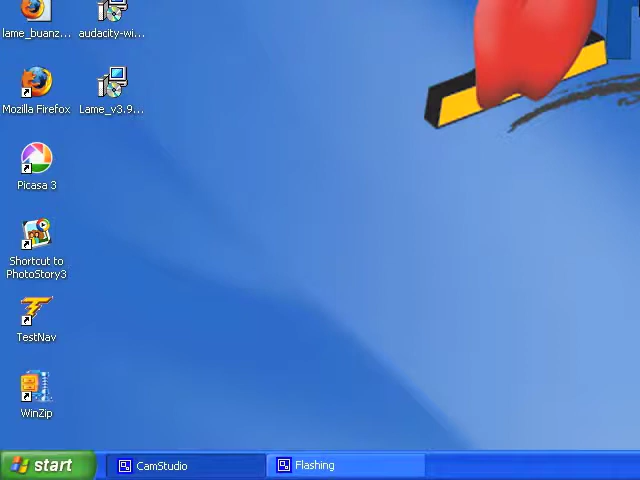 lame_buanz...
audacity-wi...
Mozilla Firefox
Lame_v3.9...
Picasa 3
Shortcut to
PhotoStory3
TestNav
WinZip
start
CamStudio
Flashing